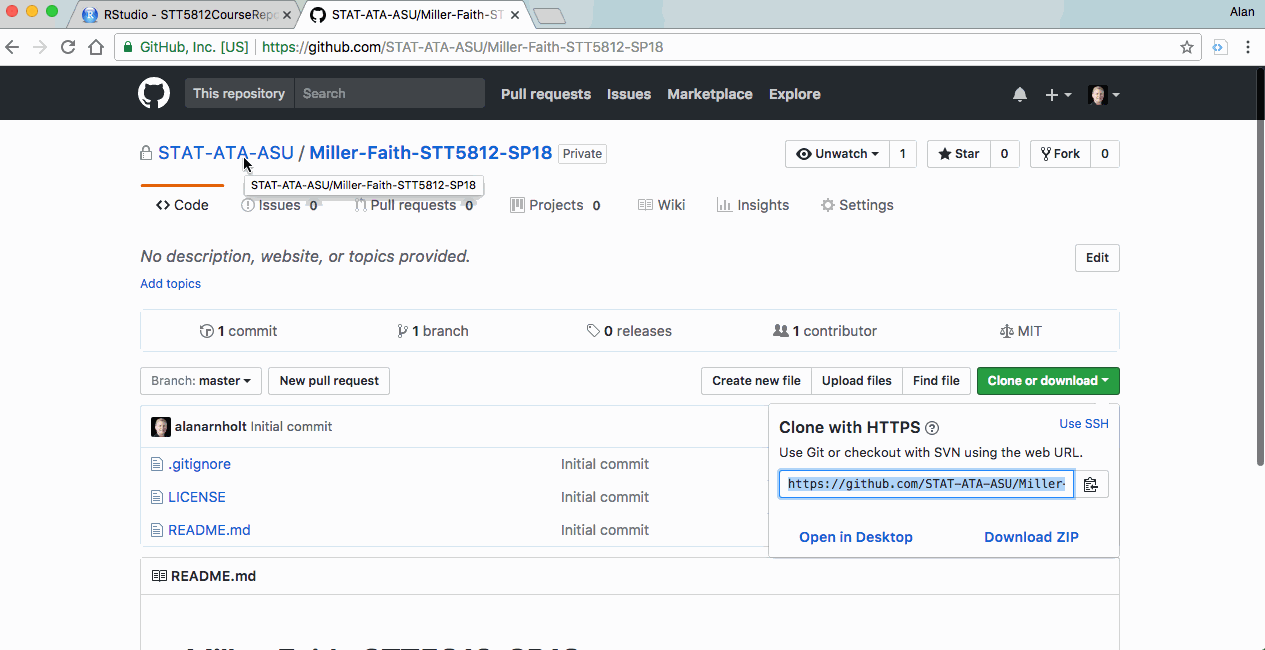 RStudio - STT5812CourseRepo
STAT-ATA-ASU/Miller-Faith-ST
Alan
GitHub, Inc. [US]
https://github.com/STAT-ATA-ASU/Miller-Faith-STT5812-SP18
This repository
Search
Pull requests
Issues
Marketplace
Explore
STAT-ATA-ASU / Miller-Faith-STT5812-SP18
Private
Unwatch
1
Star
0
Fork
0
STAT-ATA-ASU/Miller-Faith-STT5812-SP18
Code
Issues 0
Pull requests 0
Projects 0
Wiki
Insights
Settings
No description, website, or topics provided.
Edit
Add topics
1 commit
1 branch
0 releases
1 contributor
MIT
Branch: master
New pull request
Create new file
Upload files
Find file
Clone or download
alanarnholt Initial commit
.gitignore
Initial commit
LICENSE
Initial commit
README.md
Initial commit
Clone with HTTPS
Use SSH
Use Git or checkout with SVN using the web URL.
https://github.com/STAT-ATA-ASU/Miller-
Open in Desktop
Download ZIP
README.md
Miller-Faith-STT5812-SP18